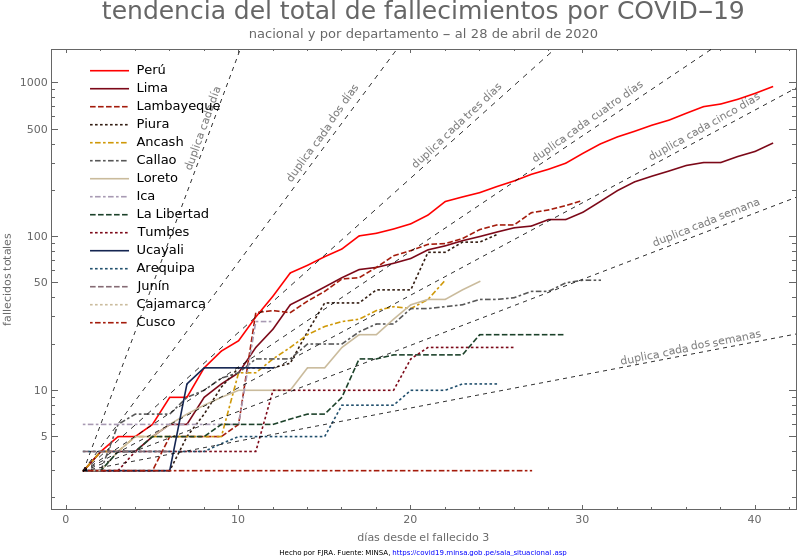 tendencia del total de fallecimientos por COVID−19
nacional y por departamento − al 28 de abril de 2020
fallecidos totales
1000
500
100
50
10
5
Perú
Lima
Lambayeque
Piura
Ancash
Callao
Loreto
Ica
La Libertad
Tumbes
Ucayali
Arequipa
Junín
Cajamarca
Cusco
duplica cada día
duplica cada dos días
duplica cada tres días
duplica cada cuatro días
duplica cada cinco días
duplica cada semana
duplica cada dos semanas
0 10 20 30 40
días desde el fallecido 3
Hecho por FJRA. Fuente: MINSA, https://covid19.minsa.gob.pe/sala_situacional.asp